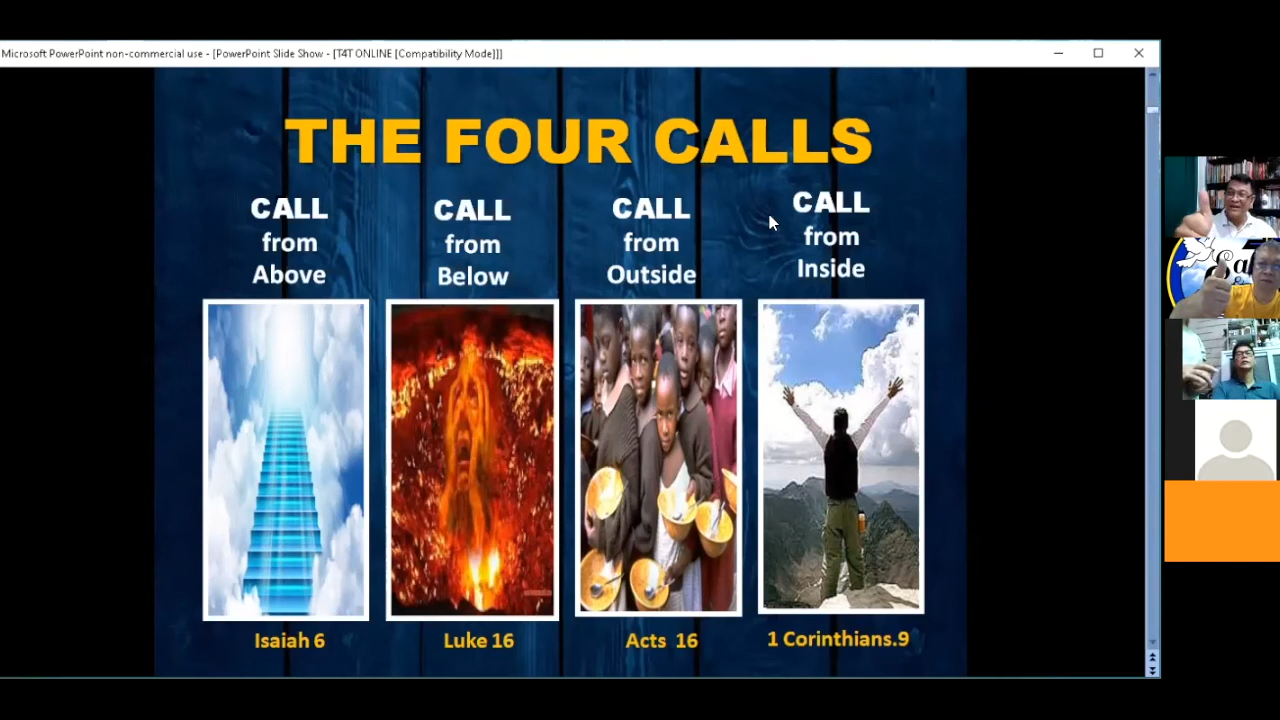 Microsoft PowerPoint non-commercial use - [PowerPoint Slide Show - [T4T ONLINE [Compatibility Mode]]]
THE FOUR CALLS
CALL
from
Above
CALL
from
Below
CALL
from
Outside
CALL
from
Inside
Isaiah 6
Luke 16
Acts 16
1 Corinthians.9